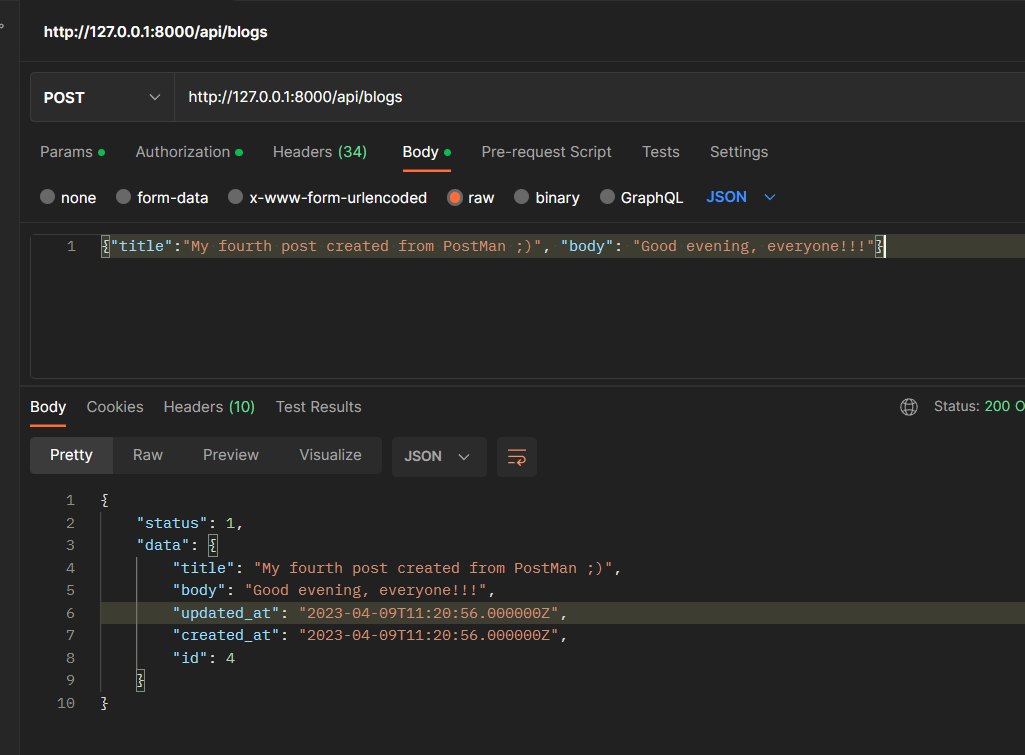 http://127.0.0.1:8000/api/blogs
POST http://127.0.0.1:8000/api/blogs
Params Authorization Headers (34) Body Pre-request Script Tests Settings
none form-data x-www-form-urlencoded raw binary GraphQL JSON
1 {"title":"My fourth post created from PostMan ;)", "body": "Good evening, everyone!!!"}
Body Cookies Headers (10) Test Results Status: 200 O
Pretty Raw Preview Visualize JSON
1 {
2 "status": 1,
3 "data": {
4 "title": "My fourth post created from PostMan ;)",
5 "body": "Good evening, everyone!!!",
6 "updated_at": "2023-04-09T11:20:56.000000Z",
7 "created_at": "2023-04-09T11:20:56.000000Z",
8 "id": 4
9 }
10 }